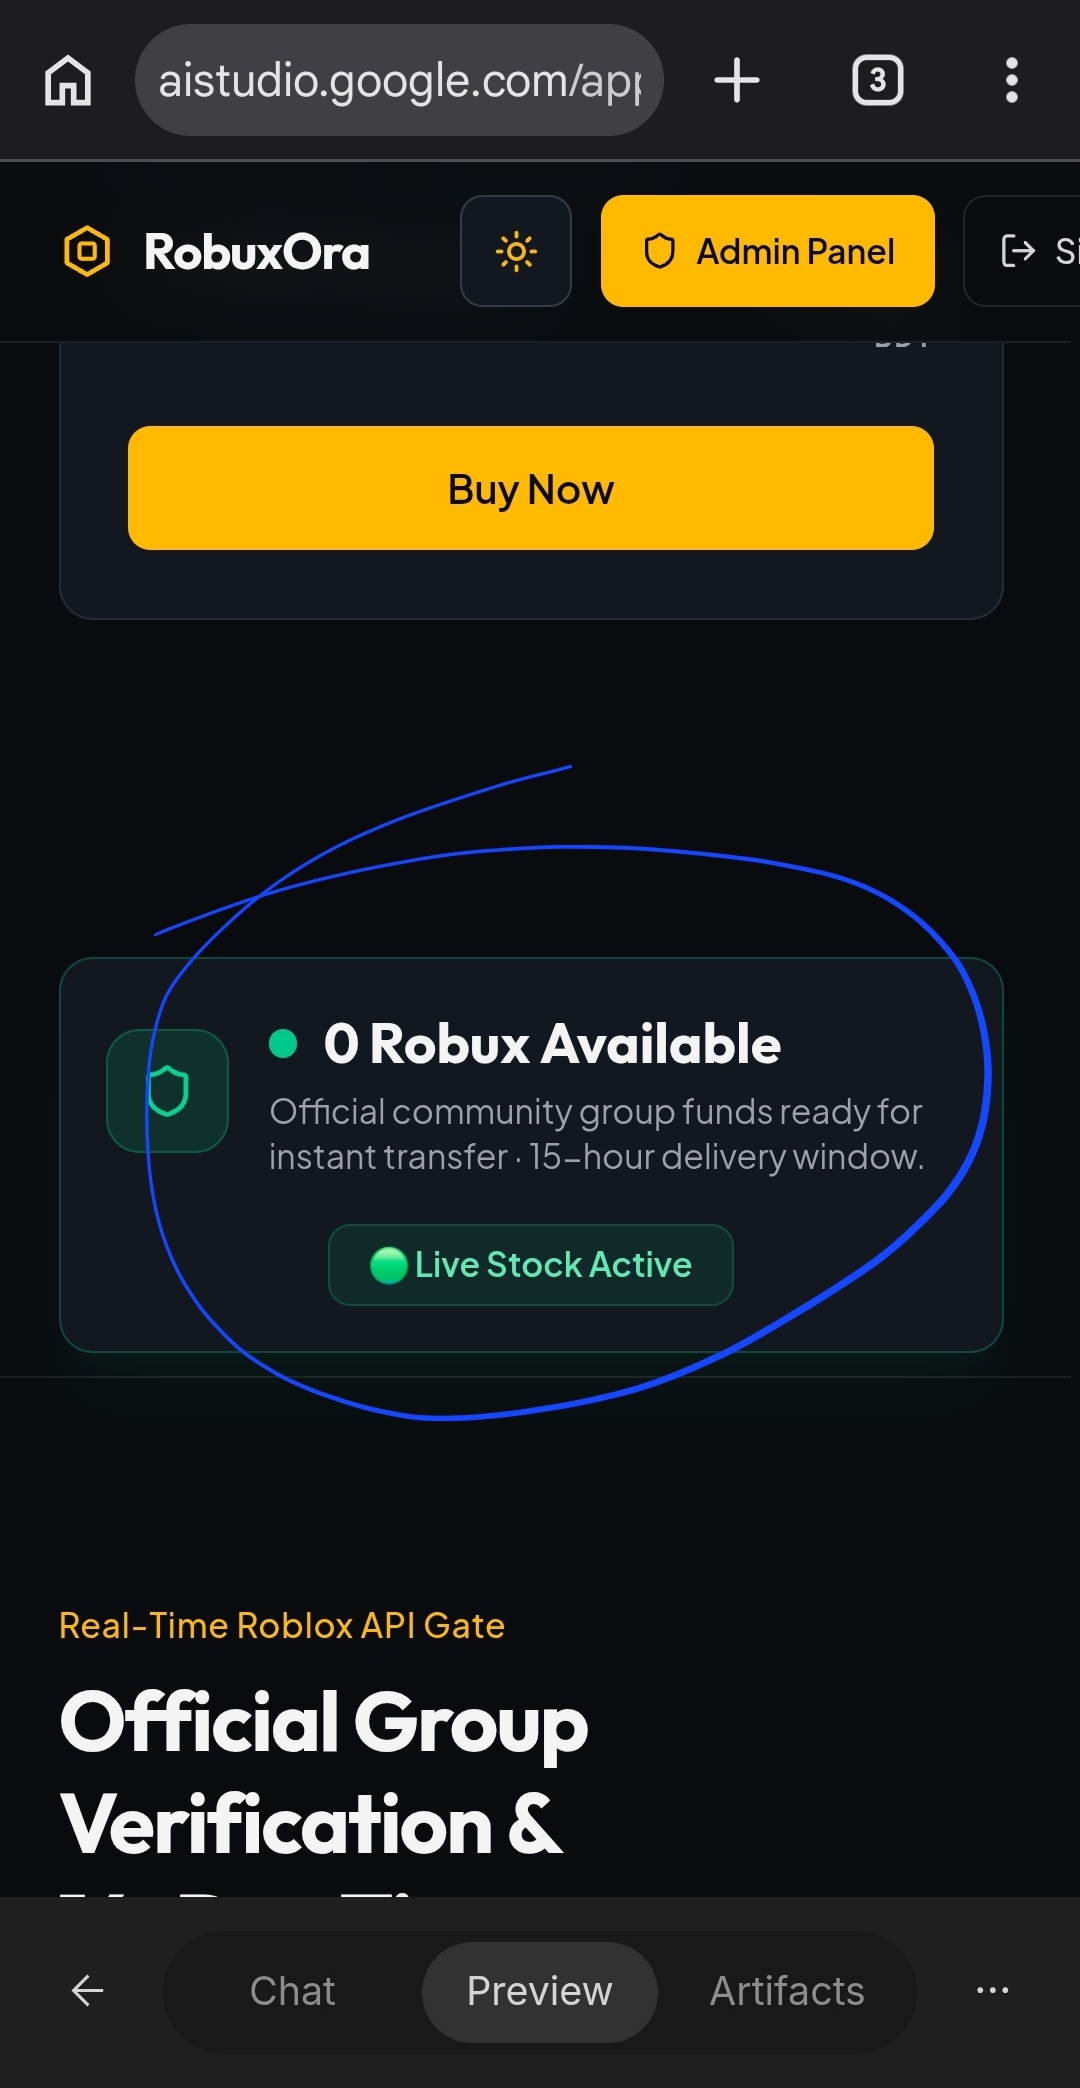 aistudio.google.com/app
3
RobuxOra
Admin Panel
Buy Now
0 Robux Available
Official community group funds ready for
instant transfer · 15-hour delivery window.
Live Stock Active
Real-Time Roblox API Gate
Official Group
Verification &
Chat
Preview
Artifacts